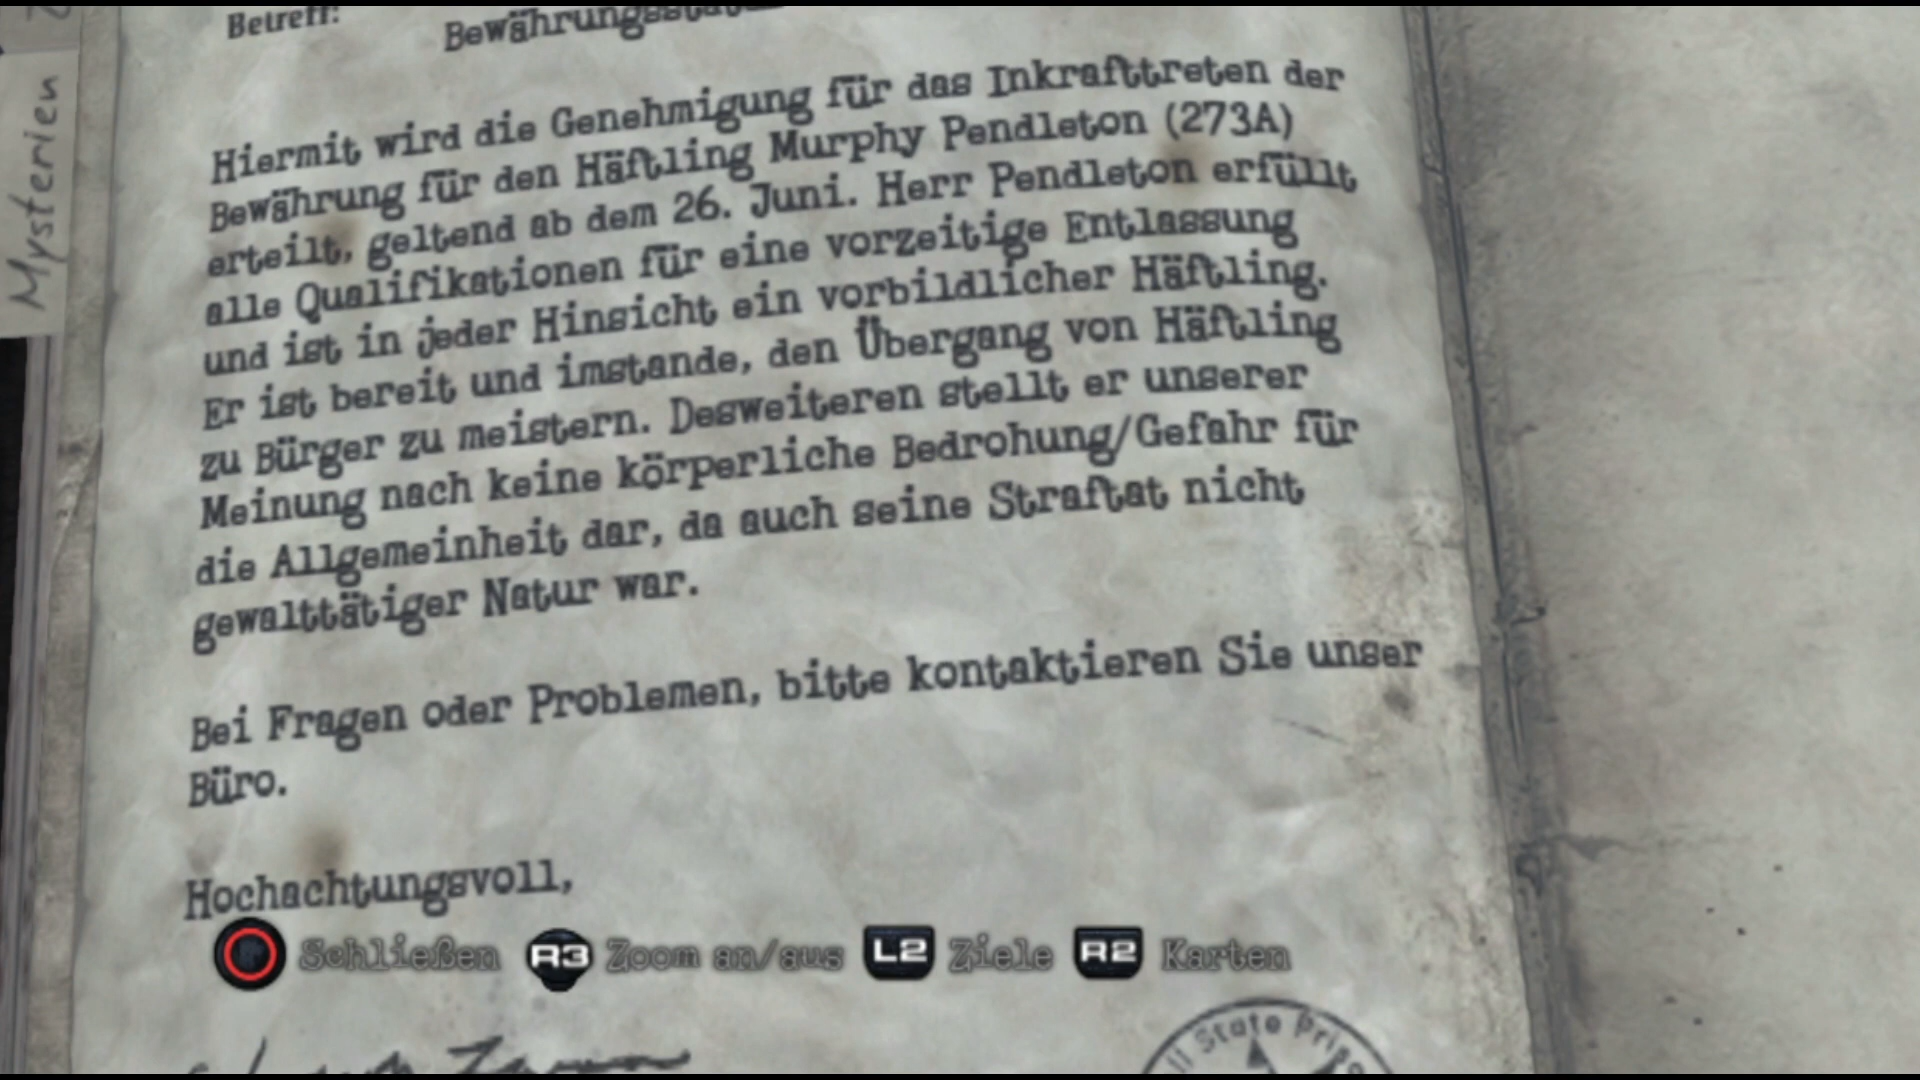 Betreff:
Mysterien
Hiermit wird die Genehmigung für das Inkrafttreten der
Bewährung für den Häftling Murphy Pendleton (273A)
erteilt, geltend ab dem 26. Juni. Herr Pendleton erfüllt
alle Qualifikationen für eine vorzeitige Entlassung
und ist in jeder Hinsicht ein vorbildlicher Häftling.
Er ist bereit und imstande, den Übergang von Häftling
zu Bürger zu meistern. Desweiteren stellt er unserer
Meinung nach keine körperliche Bedrohung/Gefahr für
die Allgemeinheit dar, da auch seine Straftat nicht
gewalttätiger Natur war.
Bei Fragen oder Problemen, bitte kontaktieren Sie unser
Büro.
Hochachtungsvoll,
Schließen R3 Zoom an/aus L2 Ziele R2 Karten
State